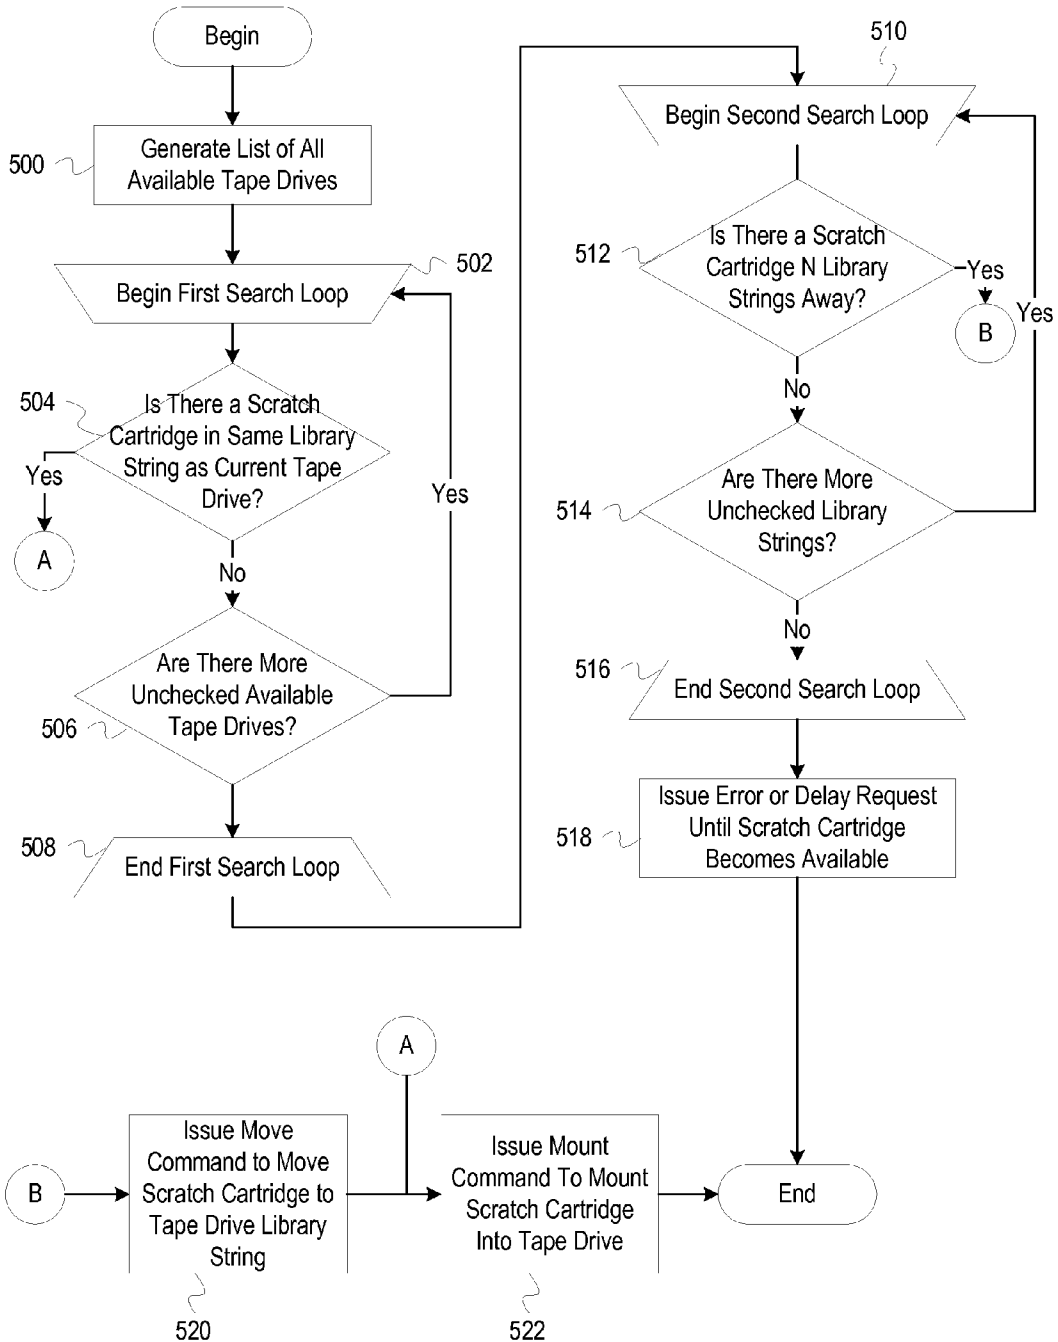 Begin
500
Generate List of All
Available Tape Drives
502
Begin First Search Loop
504
Is There a Scratch
Cartridge in Same Library
String as Current Tape
Drive?
Yes
A
No
Yes
Are There More
Unchecked Available
Tape Drives?
506
508
End First Search Loop
510
Begin Second Search Loop
512
Is There a Scratch
Cartridge N Library
Strings Away?
Yes
B
Yes
No
514
Are There More
Unchecked Library
Strings?
No
516
End Second Search Loop
518
Issue Error or Delay Request
Until Scratch Cartridge
Becomes Available
A
B
Issue Move
Command to Move
Scratch Cartridge to
Tape Drive Library
String
520
Issue Mount
Command To Mount
Scratch Cartridge
Into Tape Drive
522
End